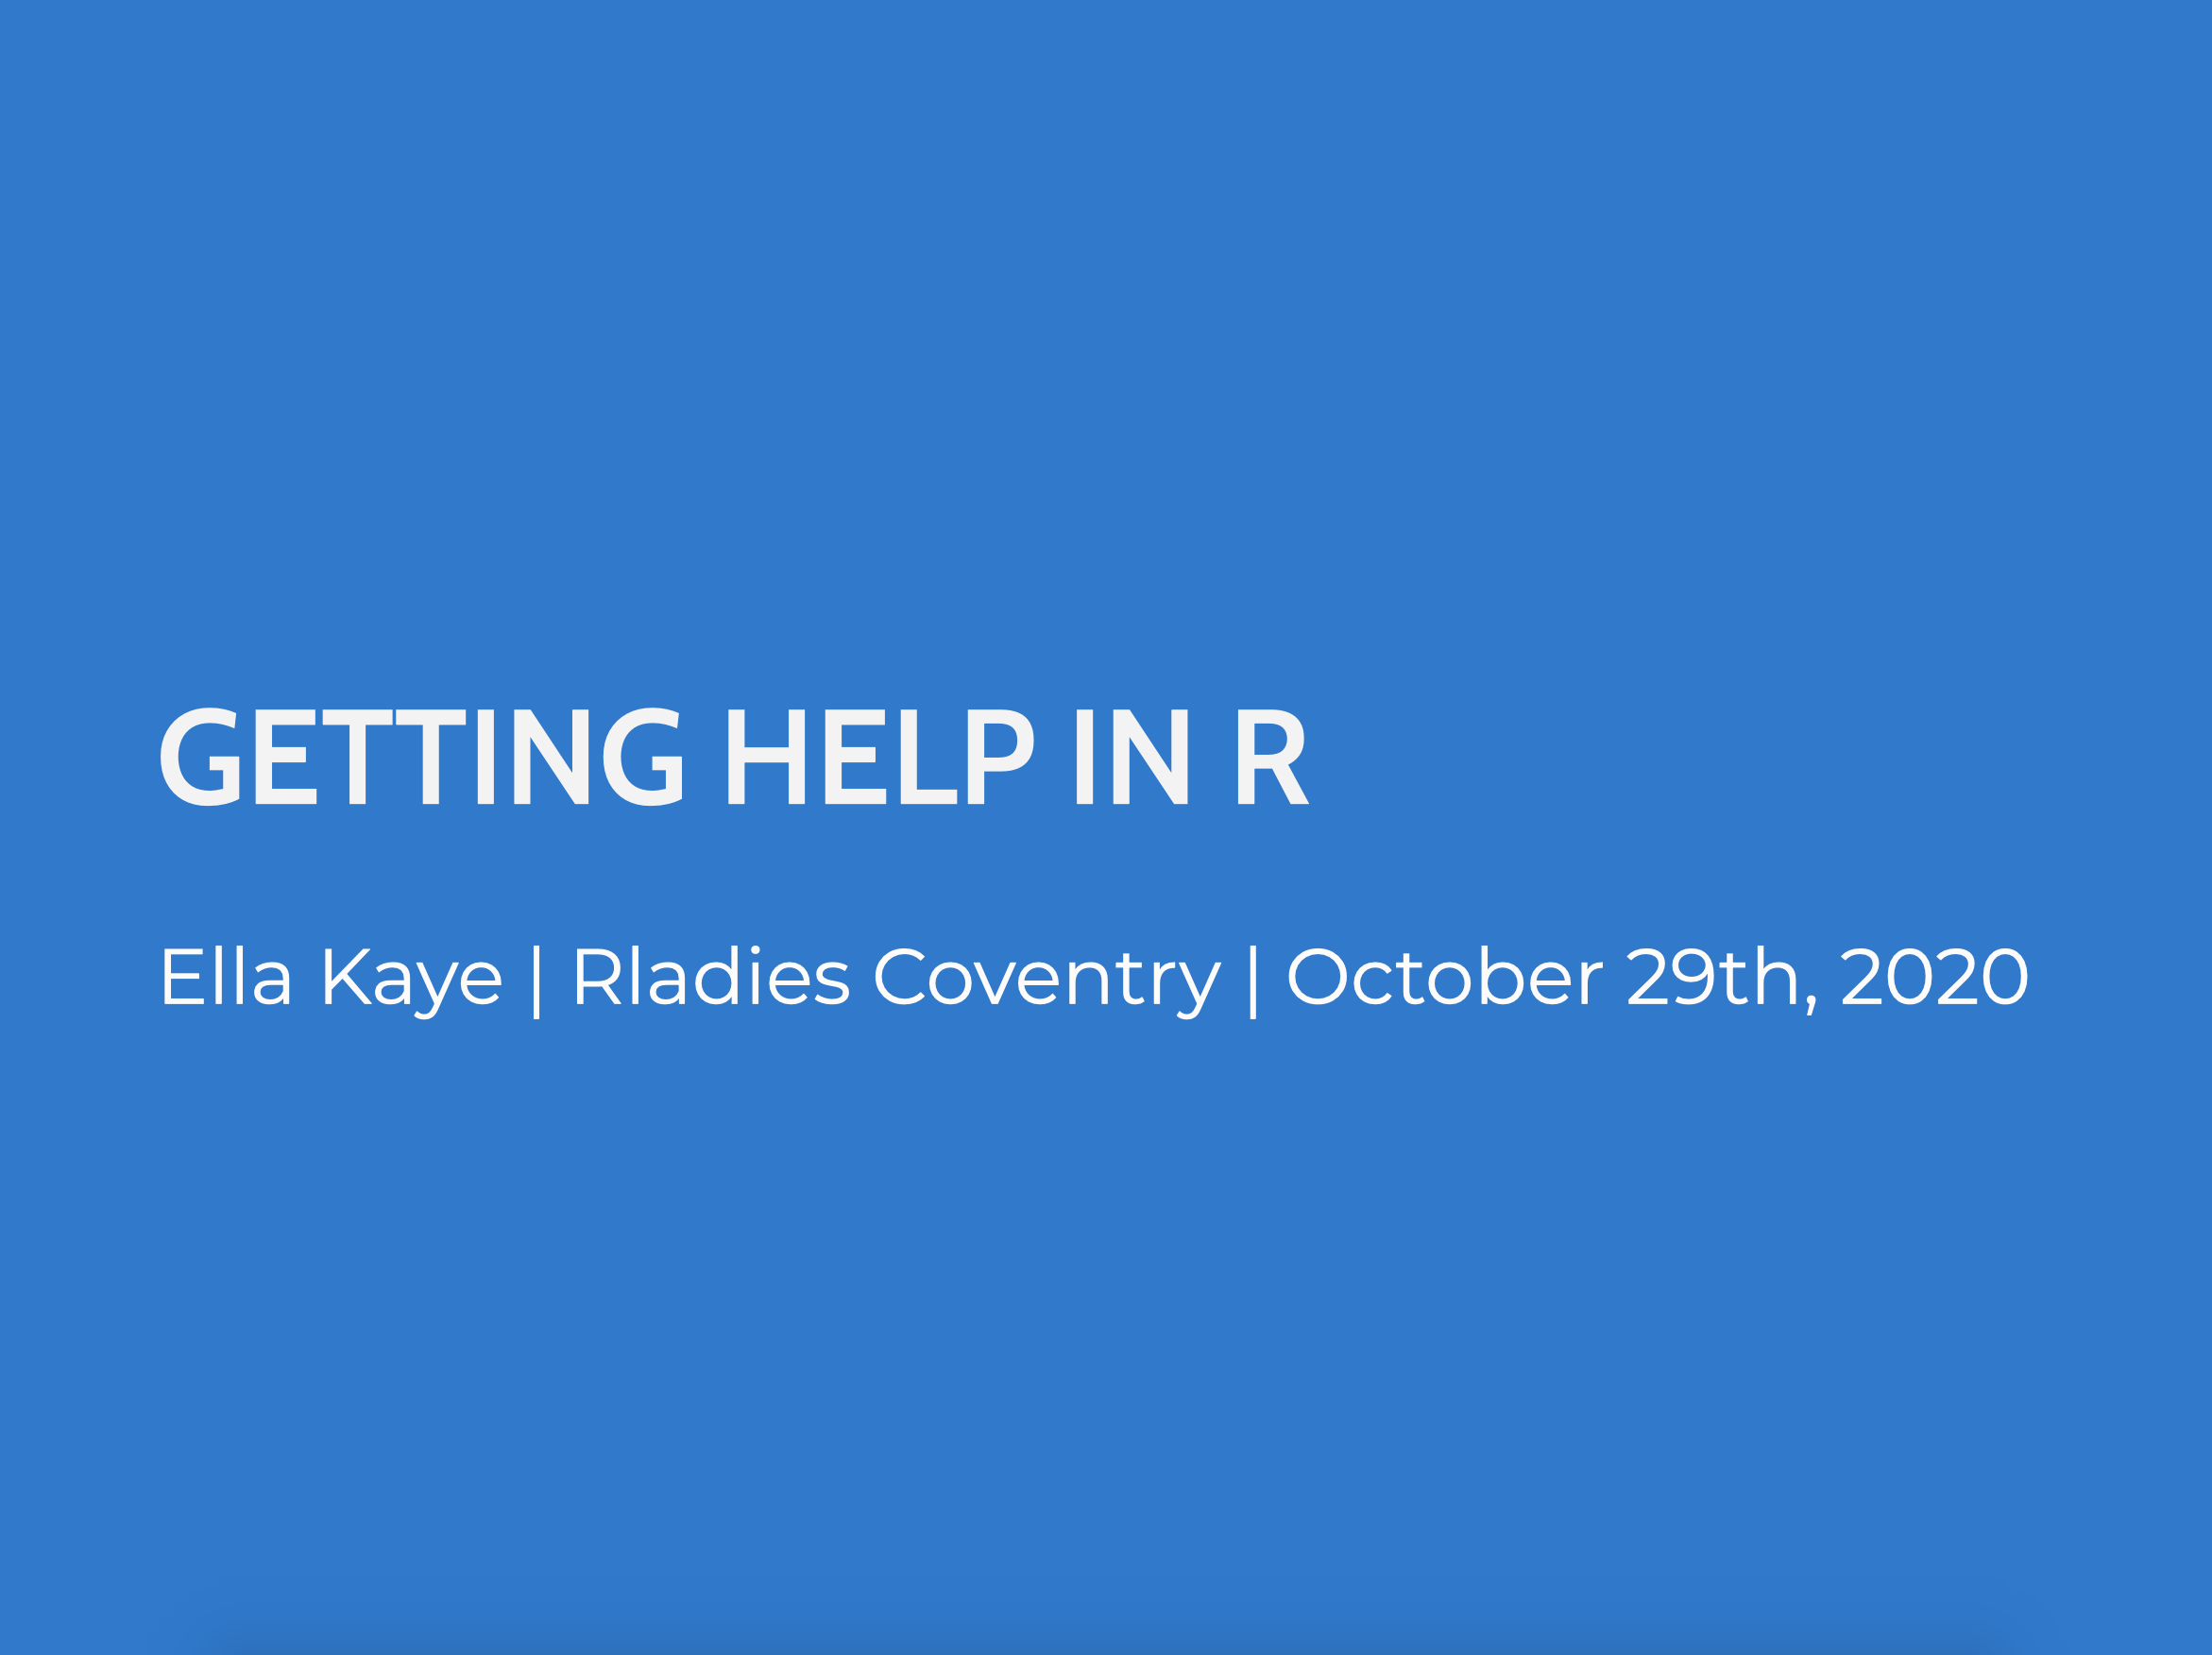 GETTING HELP IN R
Ella Kaye | Rladies Coventry | October 29th, 2020